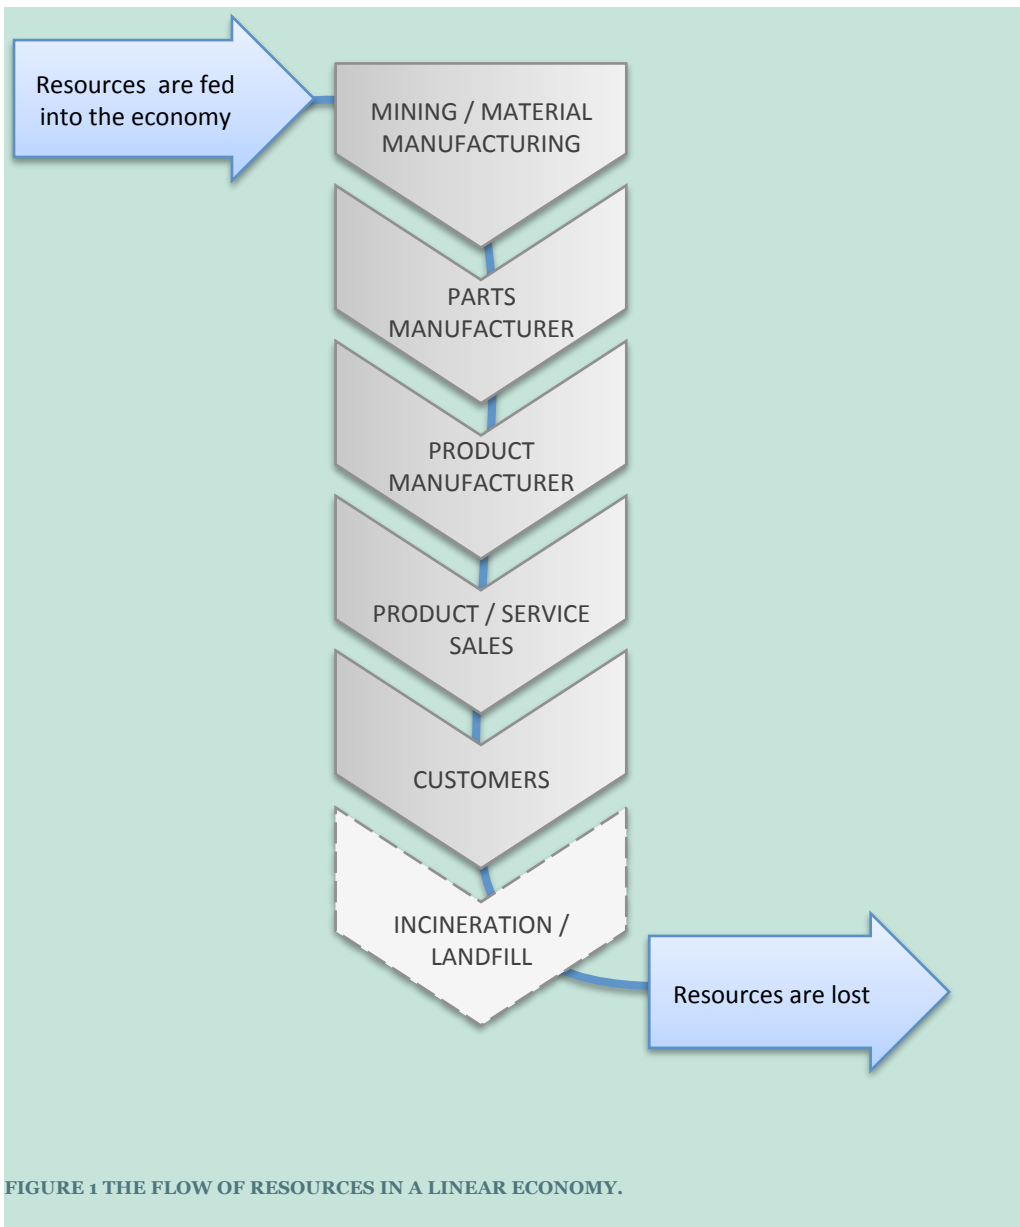 Resources are fed
into the economy
MINING / MATERIAL
MANUFACTURING
PARTS
MANUFACTURER
PRODUCT
MANUFACTURER
PRODUCT / SERVICE
SALES
CUSTOMERS
INCINERATION /
LANDFILL
Resources are lost
FIGURE 1 THE FLOW OF RESOURCES IN A LINEAR ECONOMY.